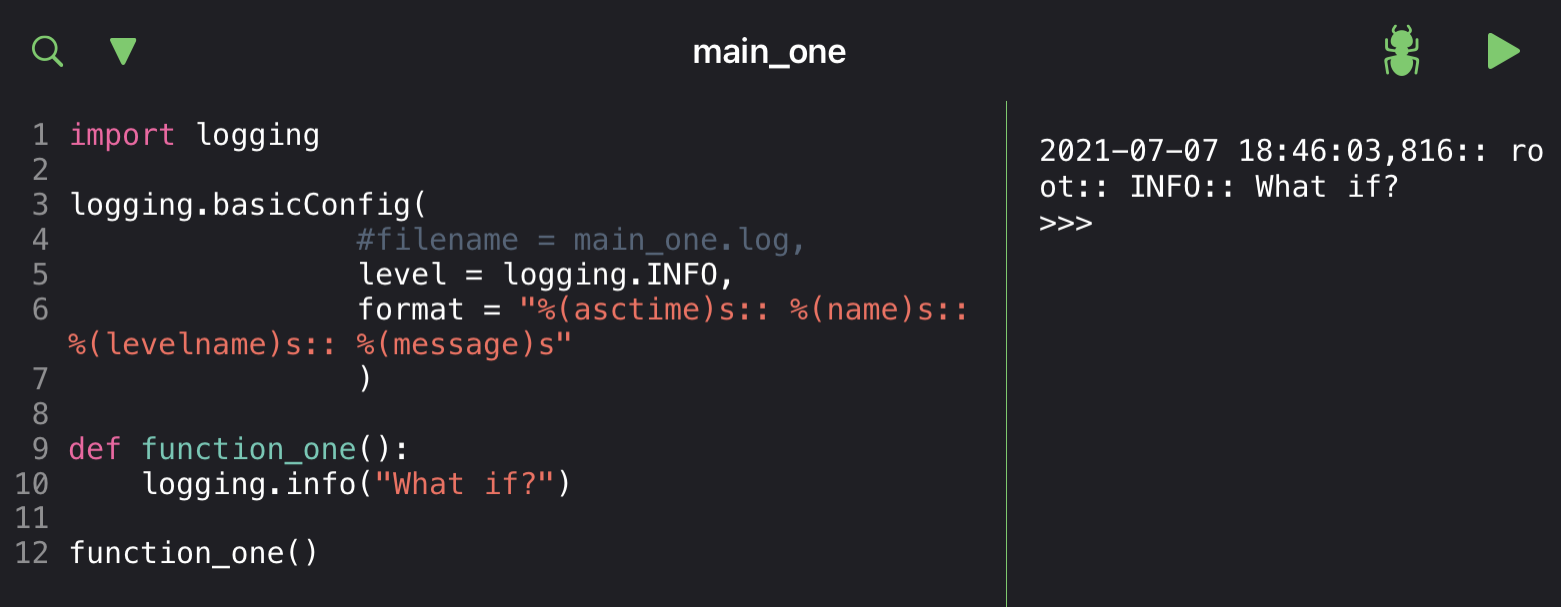 main_one
1 import logging
2
3 logging.basicConfig(
4                 #filename = main_one.log,
5                 level = logging.INFO,
6                 format = "%(asctime)s:: %(name)s::
%(levelname)s:: %(message)s"
7                 )
8
9 def function_one():
10     logging.info("What if?")
11
12 function_one()
2021-07-07 18:46:03,816:: ro
ot:: INFO:: What if?
>>>